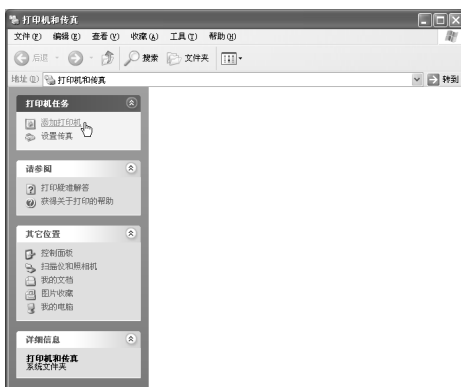 打印机和传真
文件(F) 编辑(E) 查看(V) 收藏(A) 工具(T) 帮助(H)
后退 搜索 文件夹
地址(D) 打印机和传真 转到
打印机任务
添加打印机
设置传真
请参阅
打印疑难解答
获得关于打印的帮助
其它位置
控制面板
扫描仪和照相机
我的文档
图片收藏
我的电脑
详细信息
打印机和传真
系统文件夹